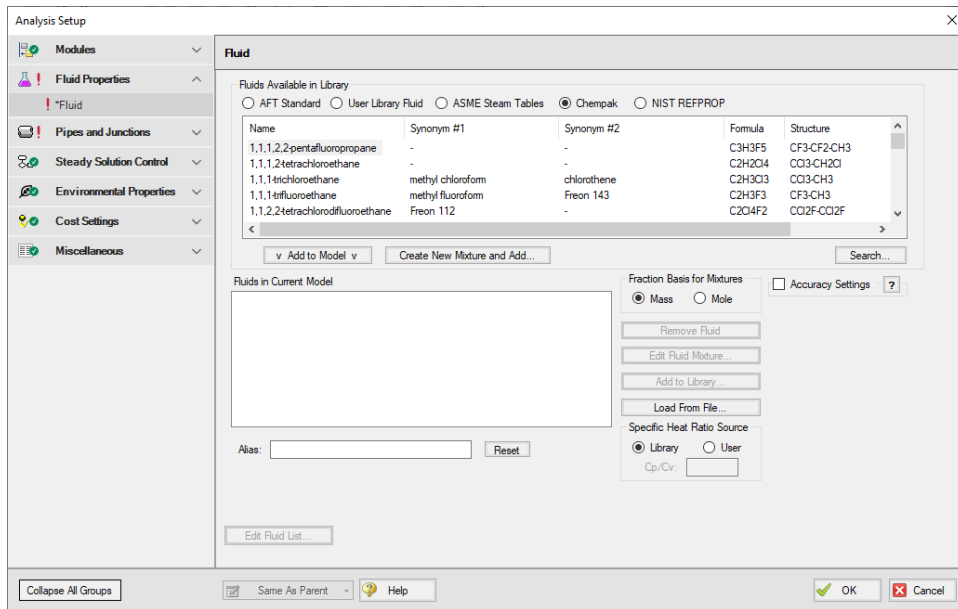 Analysis Setup
Modules
Fluid Properties
*Fluid
Pipes and Junctions
Steady Solution Control
Environmental Properties
Cost Settings
Miscellaneous
Fluid
Fluids Available in Library
AFT Standard User Library Fluid ASME Steam Tables Chempak NIST REFPROP
Name Synonym #1 Synonym #2 Formula Structure
1,1,1,2,2-pentafluoropropane - - C3H3F5 CF3-CF2-CH3
1,1,1,2-tetrachloroethane - - C2H2Cl4 CCl3-CH2Cl
1,1,1-trichloroethane methyl chloroform chlorothene C2H3Cl3 CCl3-CH3
1,1,1-trifluoroethane methyl fluoroform Freon 143 C2H3F3 CF3-CH3
1,1,2,2-tetrachlorodifluoroethane Freon 112 - C2Cl4F2 CCl2F-CCl2F
v Add to Model v Create New Mixture and Add... Search...
Fluids in Current Model
Fraction Basis for Mixtures
Mass Mole
Accuracy Settings ?
Remove Fluid
Edit Fluid Mixture...
Add to Library...
Load From File...
Specific Heat Ratio Source
Library User
Cp/Cv:
Alias: Reset
Edit Fluid List...
Collapse All Groups Same As Parent Help OK Cancel